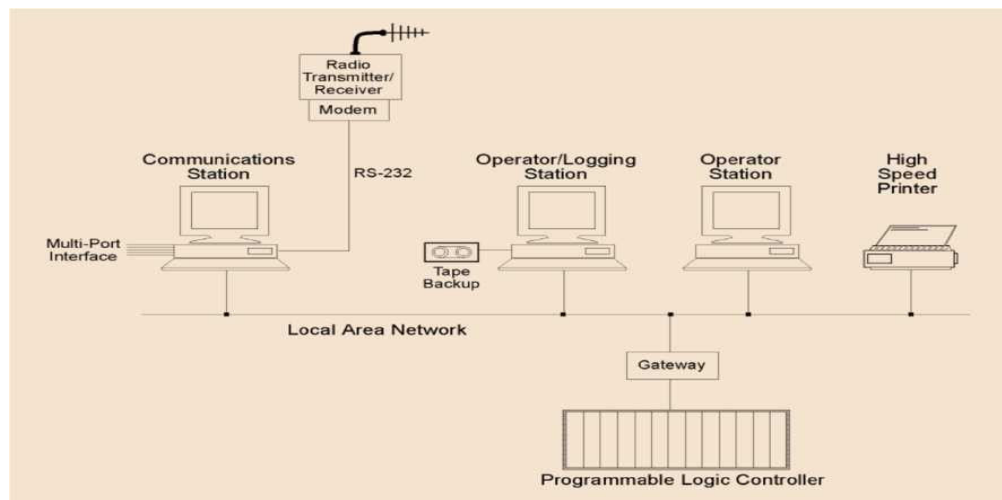 Radio
Transmitter/
Receiver
Modem
Communications
Station
RS-232
Operator/Logging
Station
Operator
Station
High
Speed
Printer
Multi-Port
Interface
Tape
Backup
Local Area Network
Gateway
Programmable Logic Controller